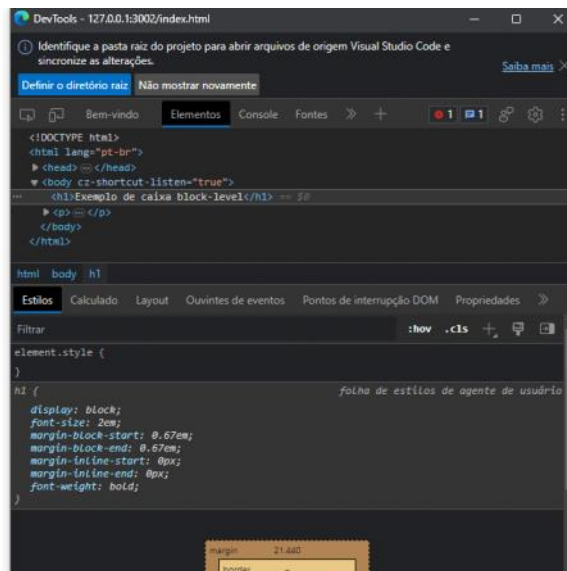 DevTools - 127.0.0.1:3002/index.html
Identifique a pasta raiz do projeto para abrir arquivos de origem Visual Studio Code e
sincronize as alterações.
Saiba mais
Definir o diretório raiz Não mostrar novamente
Bem-vindo Elementos Console Fontes » + 1 1
<!DOCTYPE html>
<html lang="pt-br">
<head>…</head>
<body cz-shortcut-listen="true">
… <h1>Exemplo de caixa block-level</h1> == $0
<p>…</p>
</body>
</html>
html body h1
Estilos Calculado Layout Ouvintes de eventos Pontos de interrupção DOM Propriedades »
Filtrar :hov .cls +
element.style {
}
h1 { folha de estilos de agente de usuário
display: block;
font-size: 2em;
margin-block-start: 0.67em;
margin-block-end: 0.67em;
margin-inline-start: 0px;
margin-inline-end: 0px;
font-weight: bold;
}
margin 21.440
border